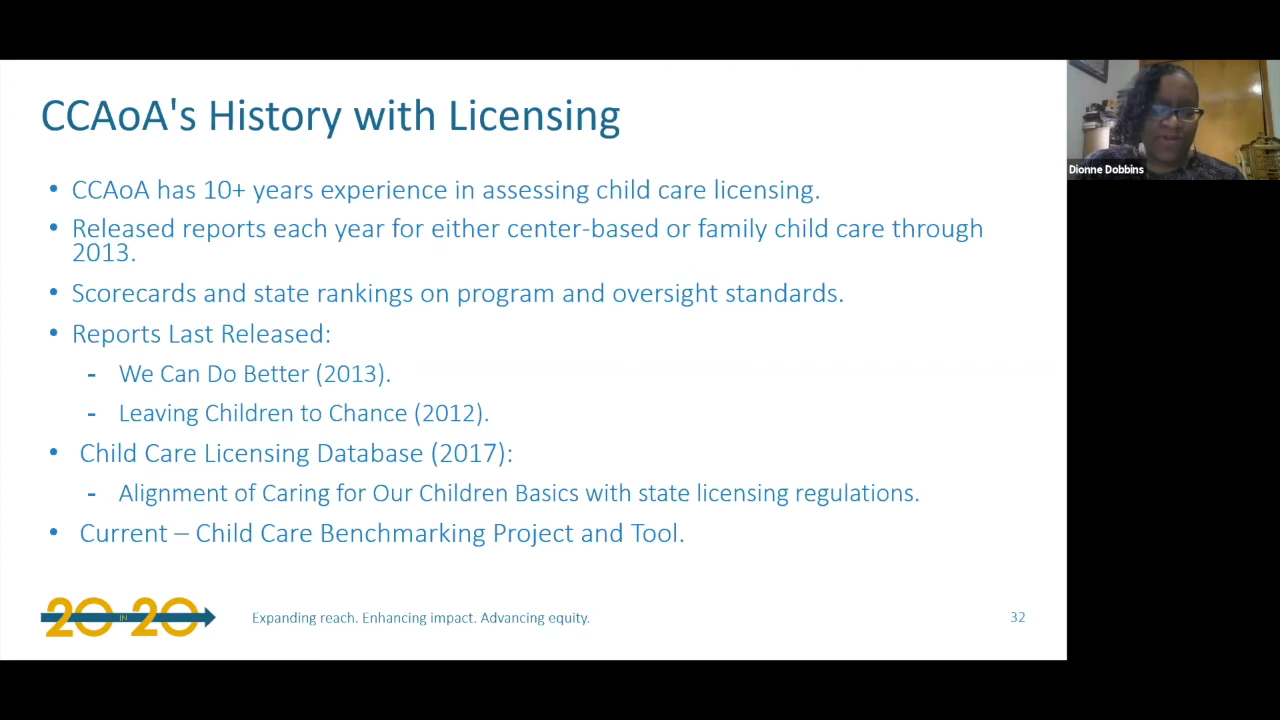 CCAoA's History with Licensing
• CCAoA has 10+ years experience in assessing child care licensing.
• Released reports each year for either center-based or family child care through
2013.
• Scorecards and state rankings on program and oversight standards.
• Reports Last Released:
- We Can Do Better (2013).
- Leaving Children to Chance (2012).
• Child Care Licensing Database (2017):
- Alignment of Caring for Our Children Basics with state licensing regulations.
• Current – Child Care Benchmarking Project and Tool.
20 IN 20
Expanding reach. Enhancing impact. Advancing equity.
32
Dionne Dobbins